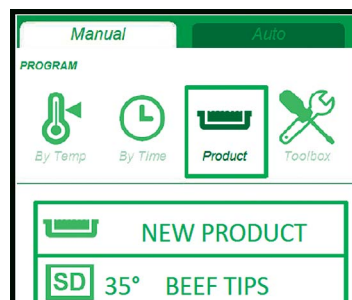 Manual Auto
PROGRAM
By Temp By Time Product Toolbox
NEW PRODUCT
SD 35° BEEF TIPS